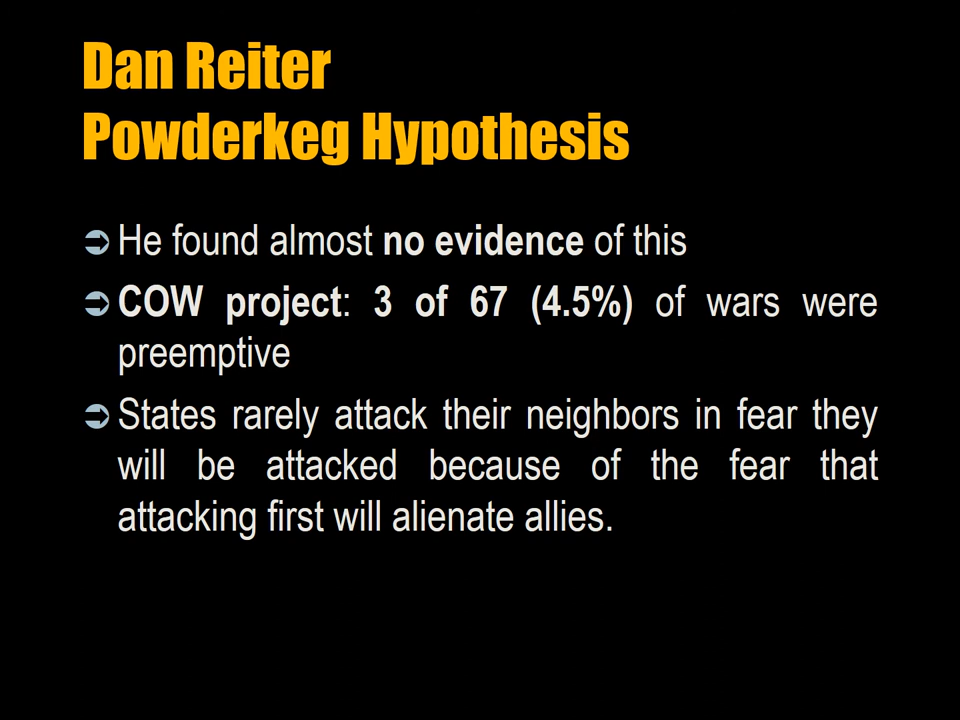 Dan Reiter
Powderkeg Hypothesis
He found almost no evidence of this
COW project: 3 of 67 (4.5%) of wars were
preemptive
States rarely attack their neighbors in fear they
will be attacked because of the fear that
attacking first will alienate allies.